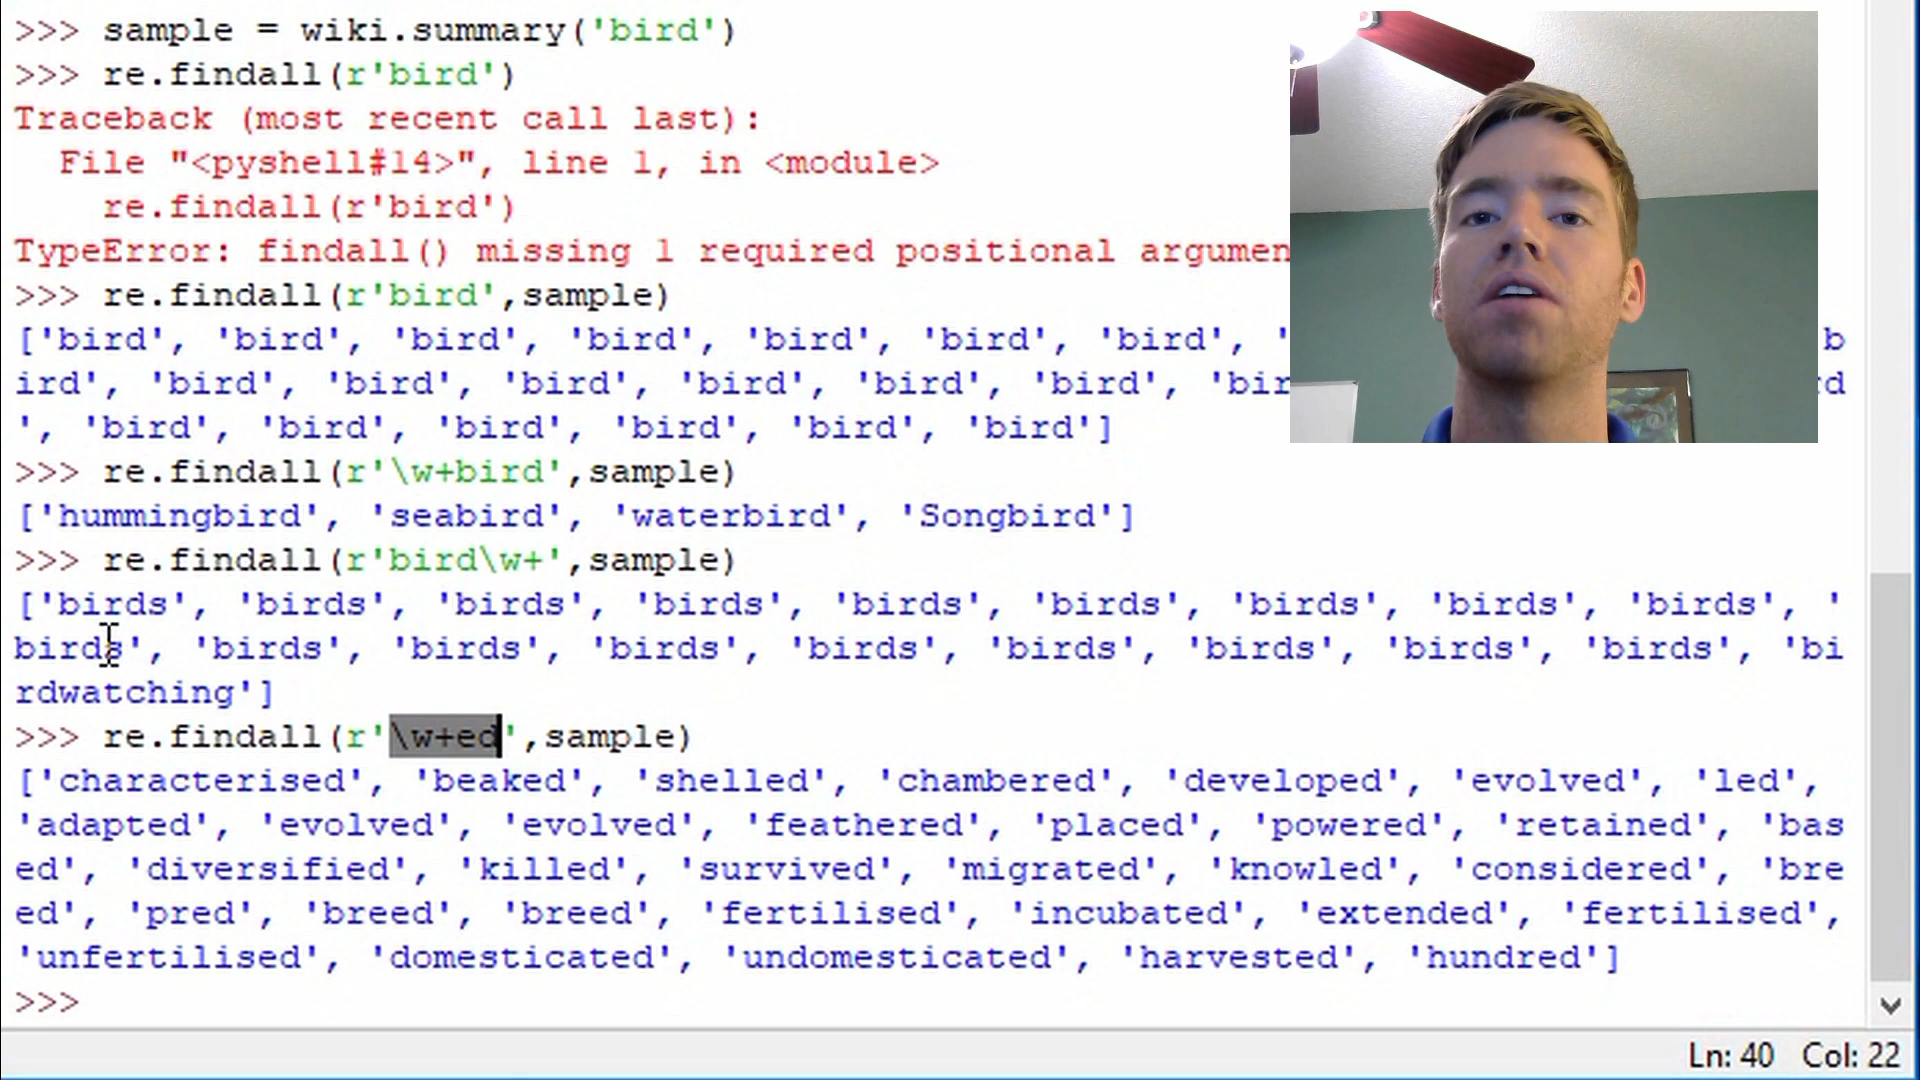 >>> sample = wiki.summary('bird')
>>> re.findall(r'bird')
Traceback (most recent call last):
  File "<pyshell#14>", line 1, in <module>
    re.findall(r'bird')
TypeError: findall() missing 1 required positional argumen
>>> re.findall(r'bird',sample)
['bird', 'bird', 'bird', 'bird', 'bird', 'bird', 'bird', ' b
ird', 'bird', 'bird', 'bird', 'bird', 'bird', 'bird', 'bir rd
', 'bird', 'bird', 'bird', 'bird', 'bird', 'bird']
>>> re.findall(r'\w+bird',sample)
['hummingbird', 'seabird', 'waterbird', 'Songbird']
>>> re.findall(r'bird\w+',sample)
['birds', 'birds', 'birds', 'birds', 'birds', 'birds', 'birds', 'birds', 'birds', '
birds', 'birds', 'birds', 'birds', 'birds', 'birds', 'birds', 'birds', 'birds', 'bi
rdwatching']
>>> re.findall(r'\w+ed',sample)
['characterised', 'beaked', 'shelled', 'chambered', 'developed', 'evolved', 'led',
'adapted', 'evolved', 'evolved', 'feathered', 'placed', 'powered', 'retained', 'bas
ed', 'diversified', 'killed', 'survived', 'migrated', 'knowled', 'considered', 'bre
ed', 'pred', 'breed', 'breed', 'fertilised', 'incubated', 'extended', 'fertilised',
'unfertilised', 'domesticated', 'undomesticated', 'harvested', 'hundred']
>>>
Ln: 40 Col: 22